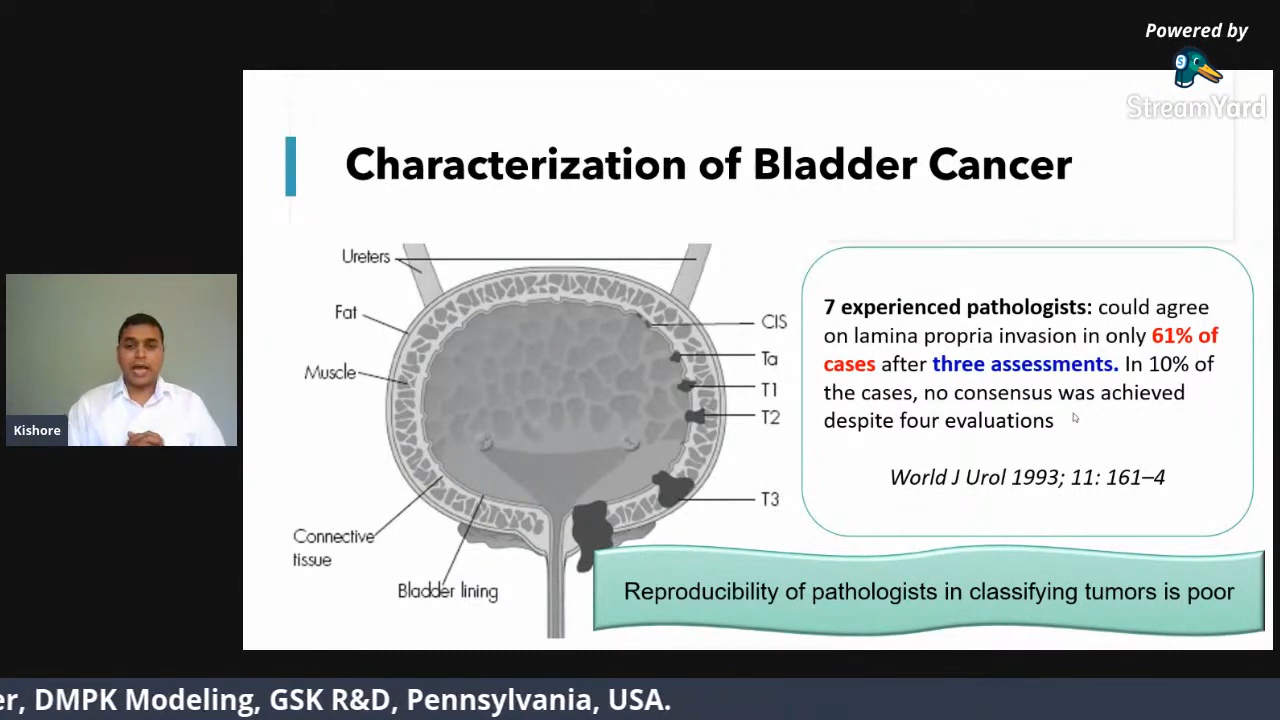 Powered by
StreamYard
Characterization of Bladder Cancer
Ureters
Fat
Muscle
Connective
tissue
Bladder lining
CIS
Ta
T1
T2
T3
7 experienced pathologists: could agree
on lamina propria invasion in only 61% of
cases after three assessments. In 10% of
the cases, no consensus was achieved
despite four evaluations
World J Urol 1993; 11: 161–4
Reproducibility of pathologists in classifying tumors is poor
Kishore
er, DMPK Modeling, GSK R&D, Pennsylvania, USA.